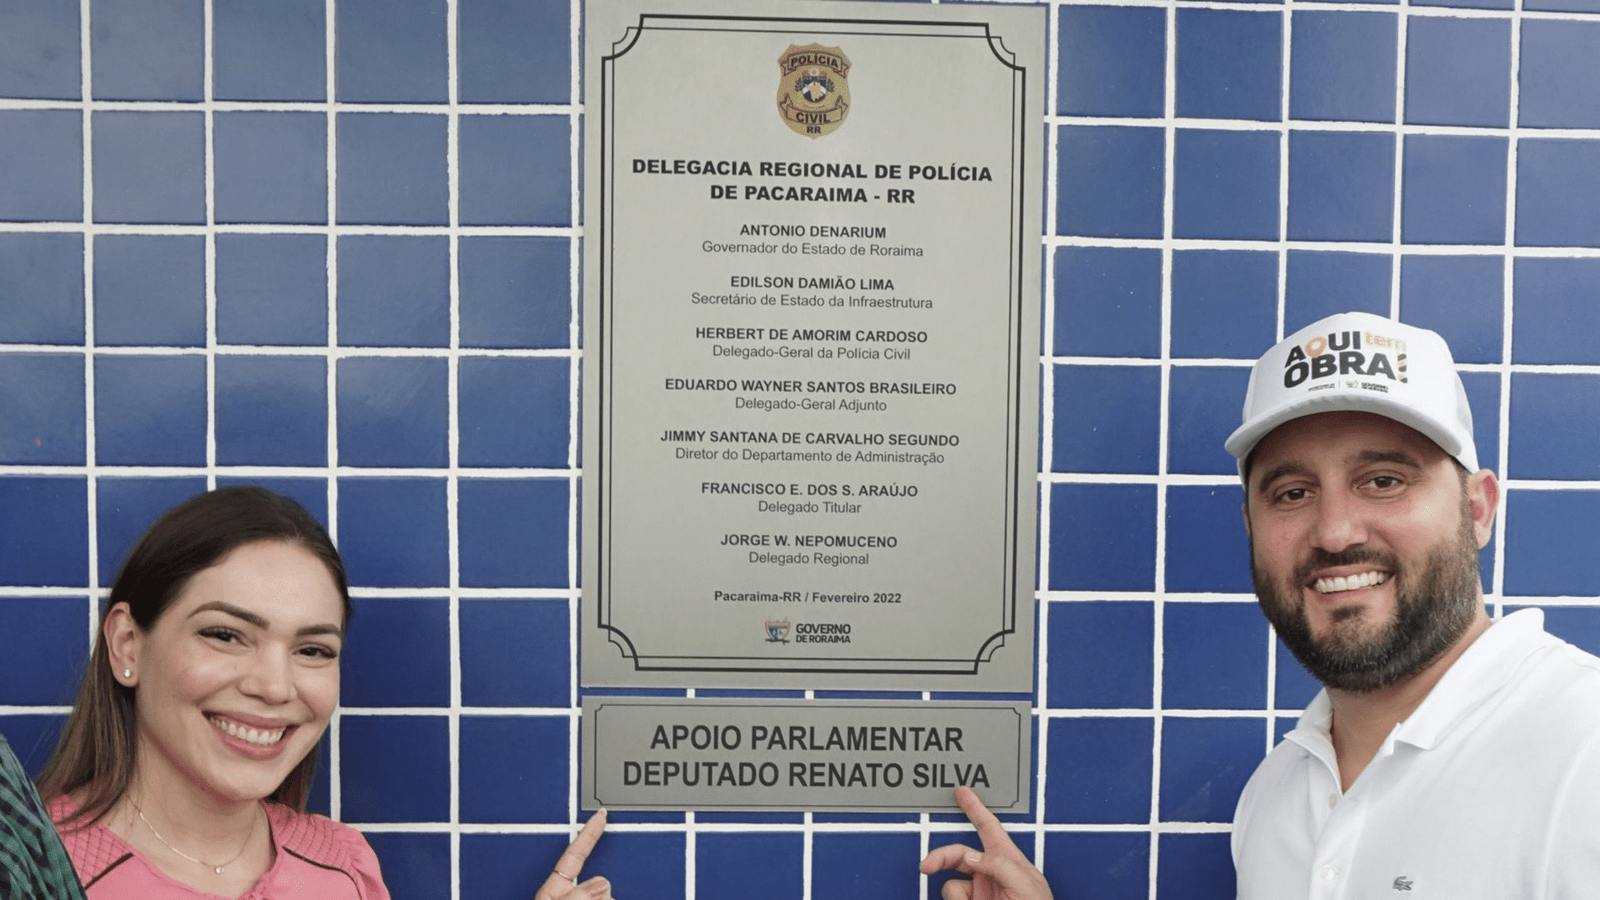 POLÍCIA
CIVIL
RR
DELEGACIA REGIONAL DE POLÍCIA
DE PACARAIMA - RR
ANTONIO DENARIUM
Governador do Estado de Roraima
EDILSON DAMIÃO LIMA
Secretário de Estado da Infraestrutura
HERBERT DE AMORIM CARDOSO
Delegado-Geral da Polícia Civil
EDUARDO WAYNER SANTOS BRASILEIRO
Delegado-Geral Adjunto
JIMMY SANTANA DE CARVALHO SEGUNDO
Diretor do Departamento de Administração
FRANCISCO E. DOS S. ARAÚJO
Delegado Titular
JORGE W. NEPOMUCENO
Delegado Regional
Pacaraima-RR / Fevereiro 2022
GOVERNO
DE RORAIMA
APOIO PARLAMENTAR
DEPUTADO RENATO SILVA
AQUI tem
OBRA!
GOVERNO
DE RORAIMA